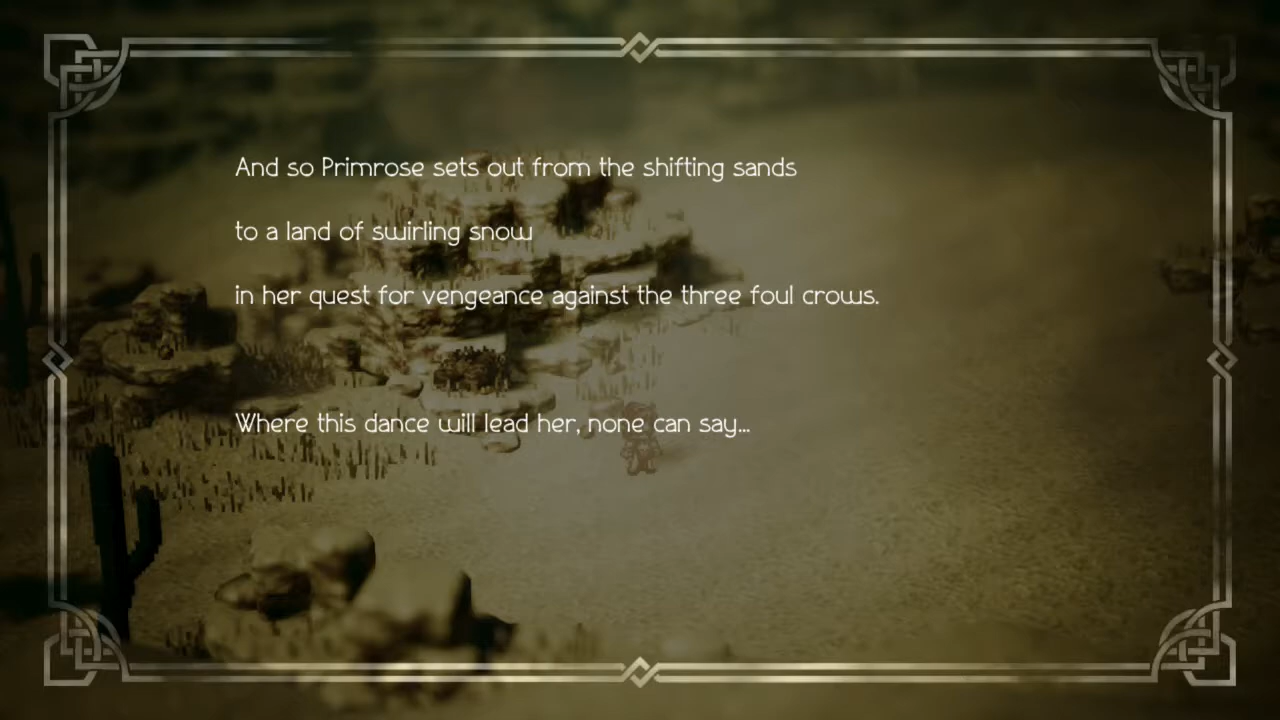 And so Primrose sets out from the shifting sands
to a land of swirling snow
in her quest for vengeance against the three foul crows.
Where this dance will lead her, none can say...